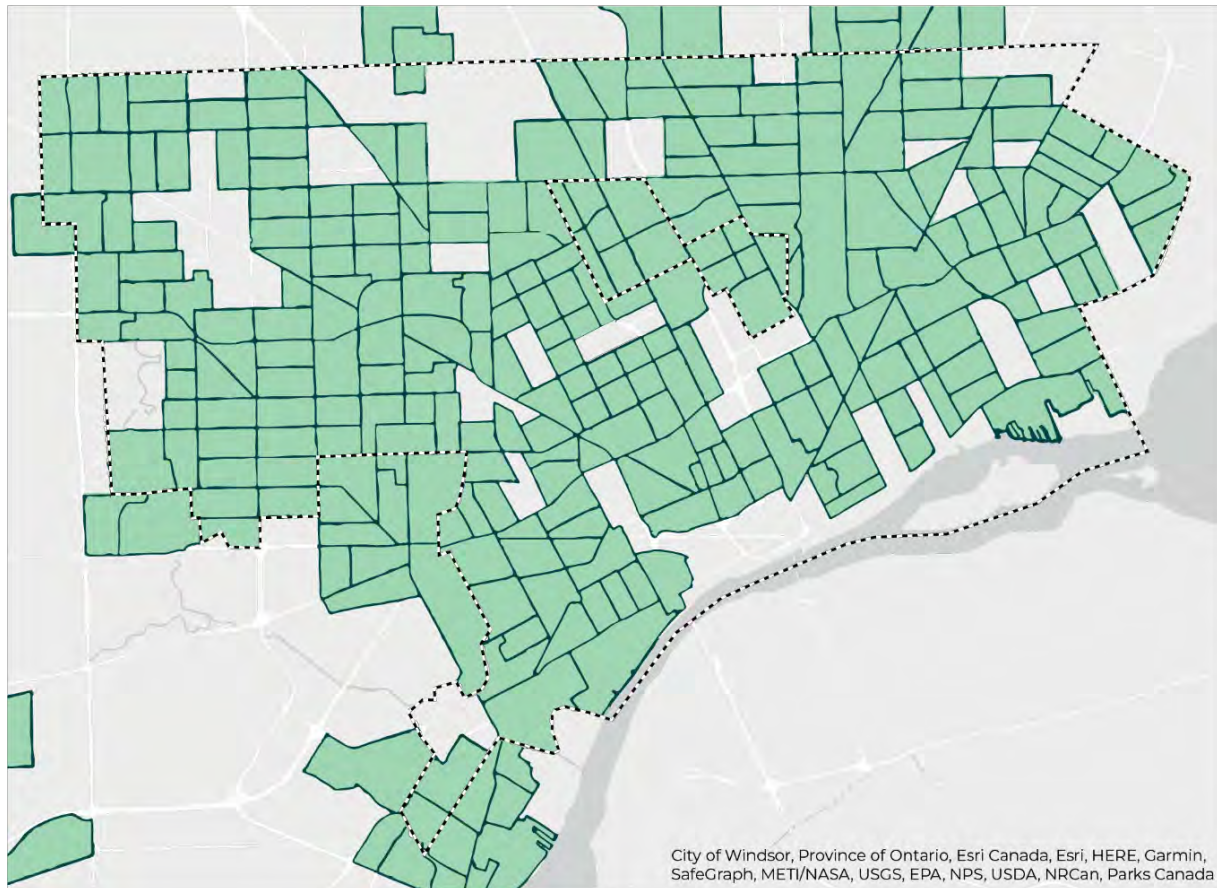 City of Windsor, Province of Ontario, Esri Canada, Esri, HERE, Garmin,
SafeGraph, METI/NASA, USGS, EPA, NPS, USDA, NRCan, Parks Canada